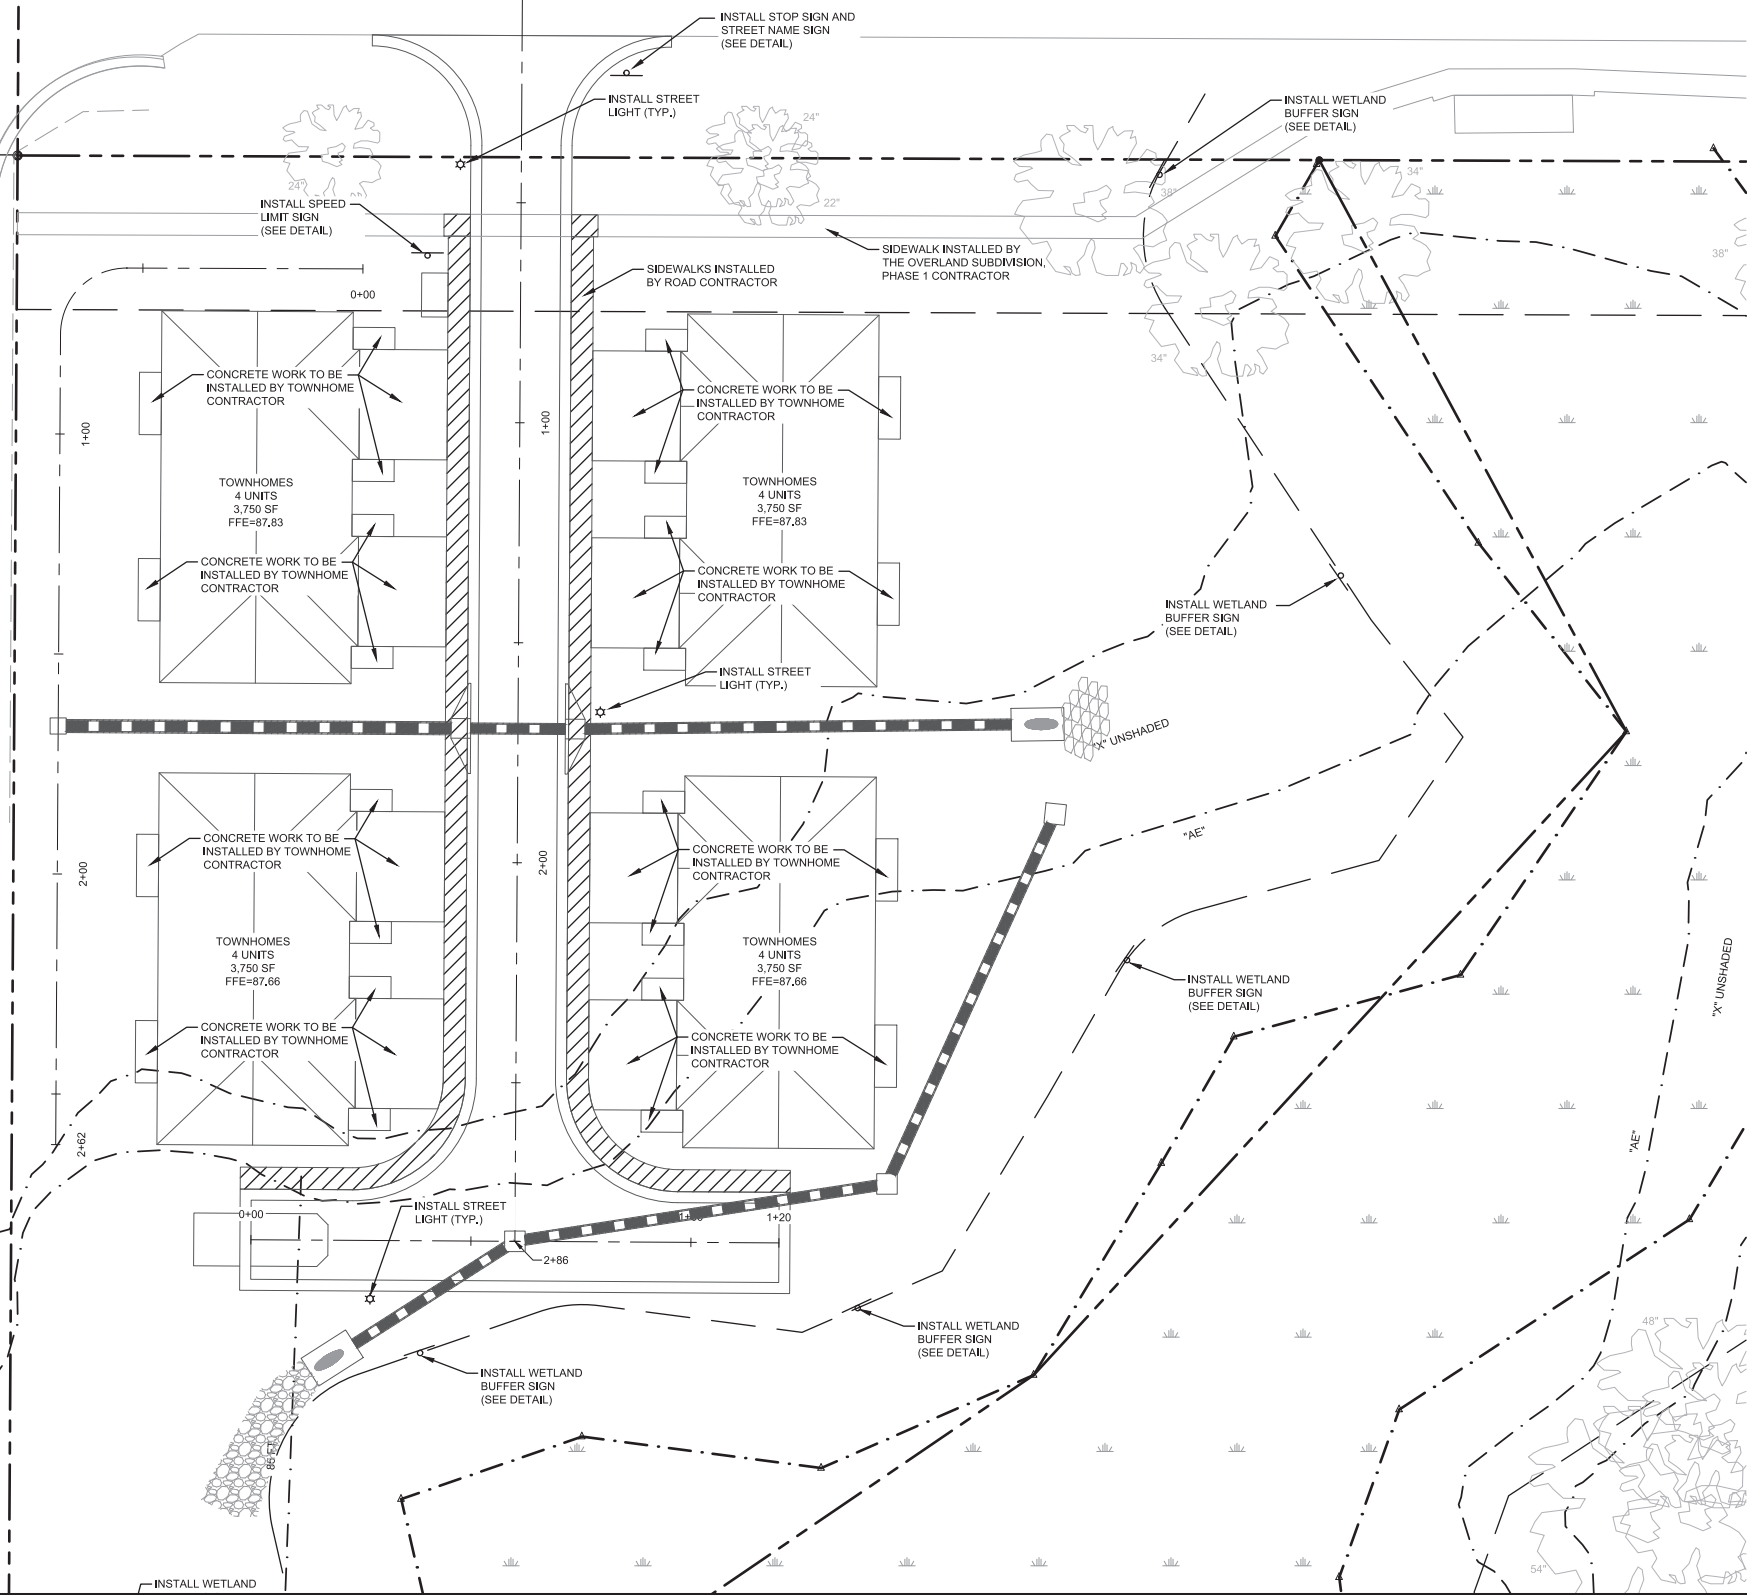 INSTALL STOP SIGN AND
STREET NAME SIGN
(SEE DETAIL)
INSTALL STREET
LIGHT (TYP.)
INSTALL WETLAND
BUFFER SIGN
(SEE DETAIL)
24"
24"
22"
38"
34"
38"
34"
INSTALL SPEED
LIMIT SIGN
(SEE DETAIL)
SIDEWALK INSTALLED BY
THE OVERLAND SUBDIVISION,
PHASE 1 CONTRACTOR
SIDEWALKS INSTALLED
BY ROAD CONTRACTOR
0+00
1+00
1+00
CONCRETE WORK TO BE
INSTALLED BY TOWNHOME
CONTRACTOR
CONCRETE WORK TO BE
INSTALLED BY TOWNHOME
CONTRACTOR
TOWNHOMES
4 UNITS
3,750 SF
FFE=87.83
TOWNHOMES
4 UNITS
3,750 SF
FFE=87.83
CONCRETE WORK TO BE
INSTALLED BY TOWNHOME
CONTRACTOR
CONCRETE WORK TO BE
INSTALLED BY TOWNHOME
CONTRACTOR
INSTALL WETLAND
BUFFER SIGN
(SEE DETAIL)
INSTALL STREET
LIGHT (TYP.)
"X" UNSHADED
"AE"
2+00
2+00
CONCRETE WORK TO BE
INSTALLED BY TOWNHOME
CONTRACTOR
CONCRETE WORK TO BE
INSTALLED BY TOWNHOME
CONTRACTOR
TOWNHOMES
4 UNITS
3,750 SF
FFE=87.66
TOWNHOMES
4 UNITS
3,750 SF
FFE=87.66
CONCRETE WORK TO BE
INSTALLED BY TOWNHOME
CONTRACTOR
CONCRETE WORK TO BE
INSTALLED BY TOWNHOME
CONTRACTOR
INSTALL WETLAND
BUFFER SIGN
(SEE DETAIL)
"X" UNSHADED
"AE"
2+62
0+00
INSTALL STREET
LIGHT (TYP.)
1+20
2+86
INSTALL WETLAND
BUFFER SIGN
(SEE DETAIL)
INSTALL WETLAND
BUFFER SIGN
(SEE DETAIL)
48"
54"
INSTALL WETLAND